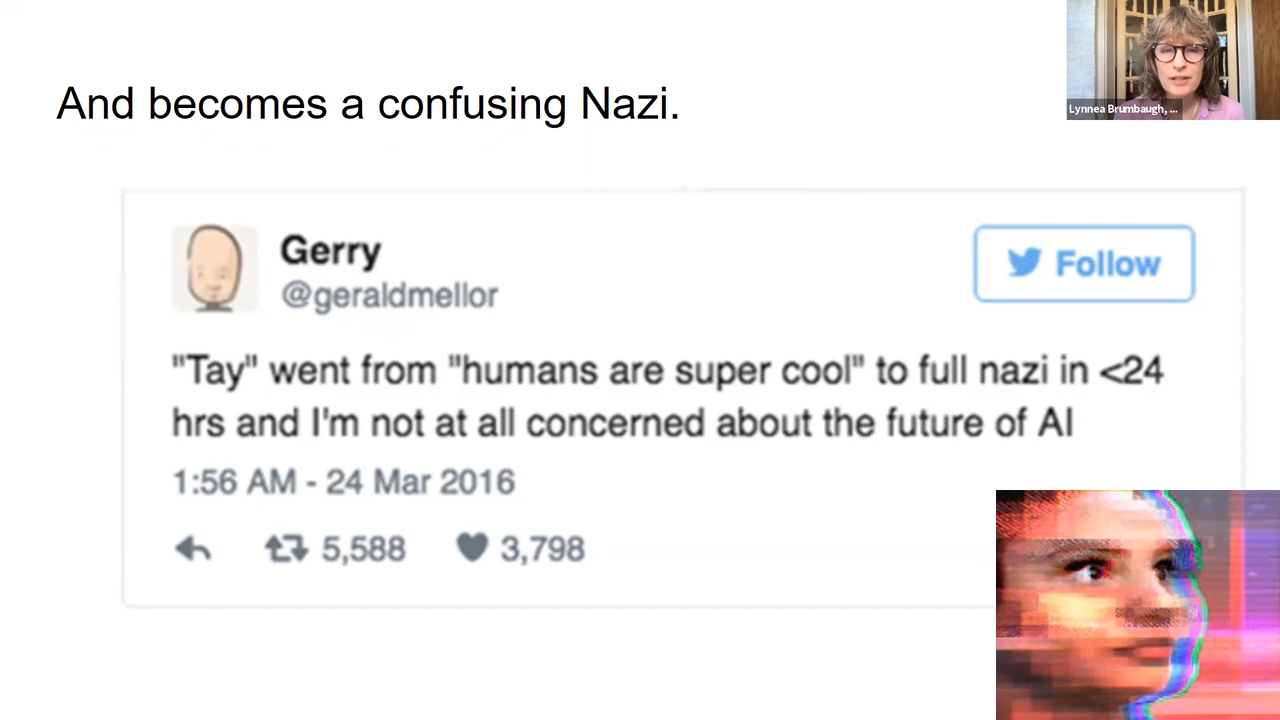 And becomes a confusing Nazi.
Lynnea Brumbaugh, ...
Gerry
@geraldmellor
Follow
"Tay" went from "humans are super cool" to full nazi in <24
hrs and I'm not at all concerned about the future of AI
1:56 AM - 24 Mar 2016
5,588 3,798